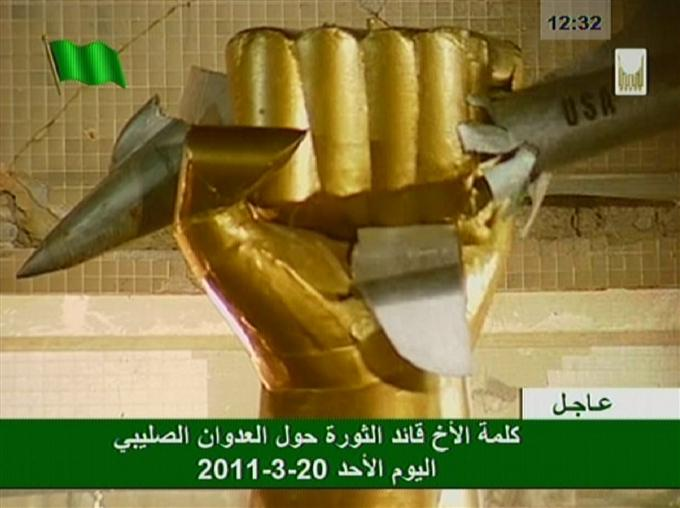 12:32
USA
عاجل
كلمة الأخ قائد الثورة حول العدوان الصليبي
اليوم الأحد 20-3-2011